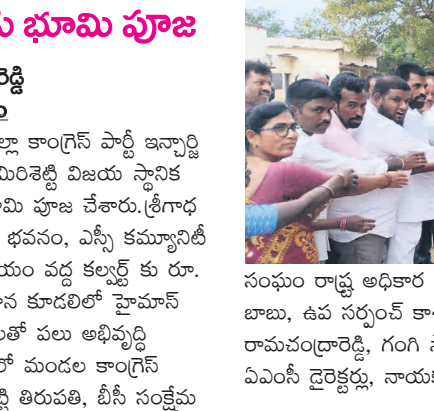 భూమి పూజ
రెడ్డి
ల్లా కాంగ్రెస్ పార్టీ ఇన్చార్జి
మిరిశెట్టి విజయ స్థానిక
మి పూజ చేశారు.శ్రీగాధ
భవనం, ఎస్సీ కమ్యూనిటీ
యం వద్ద కల్వర్ట్ కు రూ.
న కూడలిలో హైమాస్
లతో పలు అభివృద్ధి
లో మండల కాంగ్రెస్
ట్టి తిరుపతి, బీసీ సంక్షేమ
సంఘం రాష్ట్ర అధికార
బాబు, ఉప సర్పంచ్ కా
రామచంద్రారెడ్డి, గంగి
ఏఎంసీ డైరెక్టర్లు, నాయ